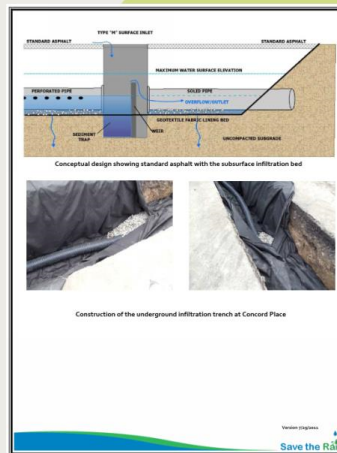 TYPE "M" SURFACE INLET
STANDARD ASPHALT
STANDARD ASPHALT
MAXIMUM WATER SURFACE ELEVATION
PERFORATED PIPE
SOLED PIPE
OVERFLOW/OUTLET
GEOTEXTILE FABRIC LINING BED
SEDIMENT TRAP
WEIR
UNCOMPACTED SUBGRADE
Conceptual design showing standard asphalt with the subsurface infiltration bed
Construction of the underground infiltration trench at Concord Place
Version
Save the